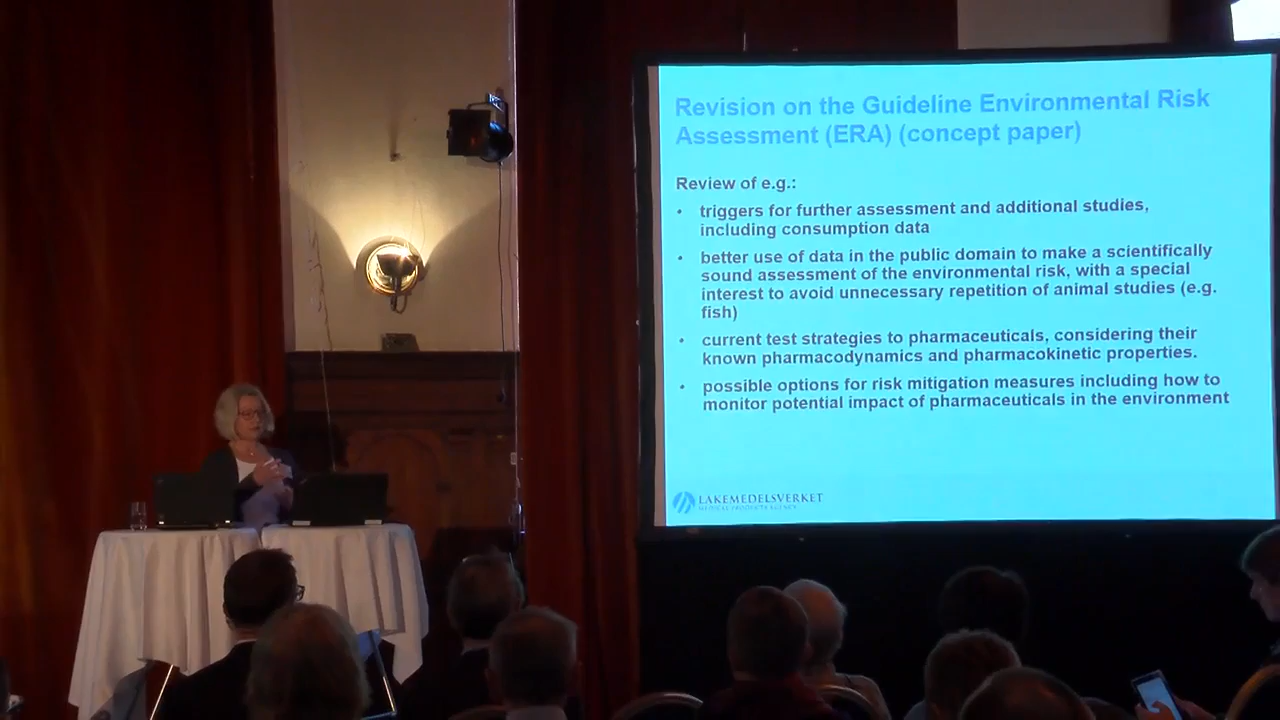 Revision on the Guideline Environmental Risk
Assessment (ERA) (concept paper)
Review of e.g.:
• triggers for further assessment and additional studies,
including consumption data
• better use of data in the public domain to make a scientifically
sound assessment of the environmental risk, with a special
interest to avoid unnecessary repetition of animal studies (e.g.
fish)
• current test strategies to pharmaceuticals, considering their
known pharmacodynamics and pharmacokinetic properties.
• possible options for risk mitigation measures including how to
monitor potential impact of pharmaceuticals in the environment
LAKEMEDELSVERKET
MEDICAL PRODUCTS AGENCY